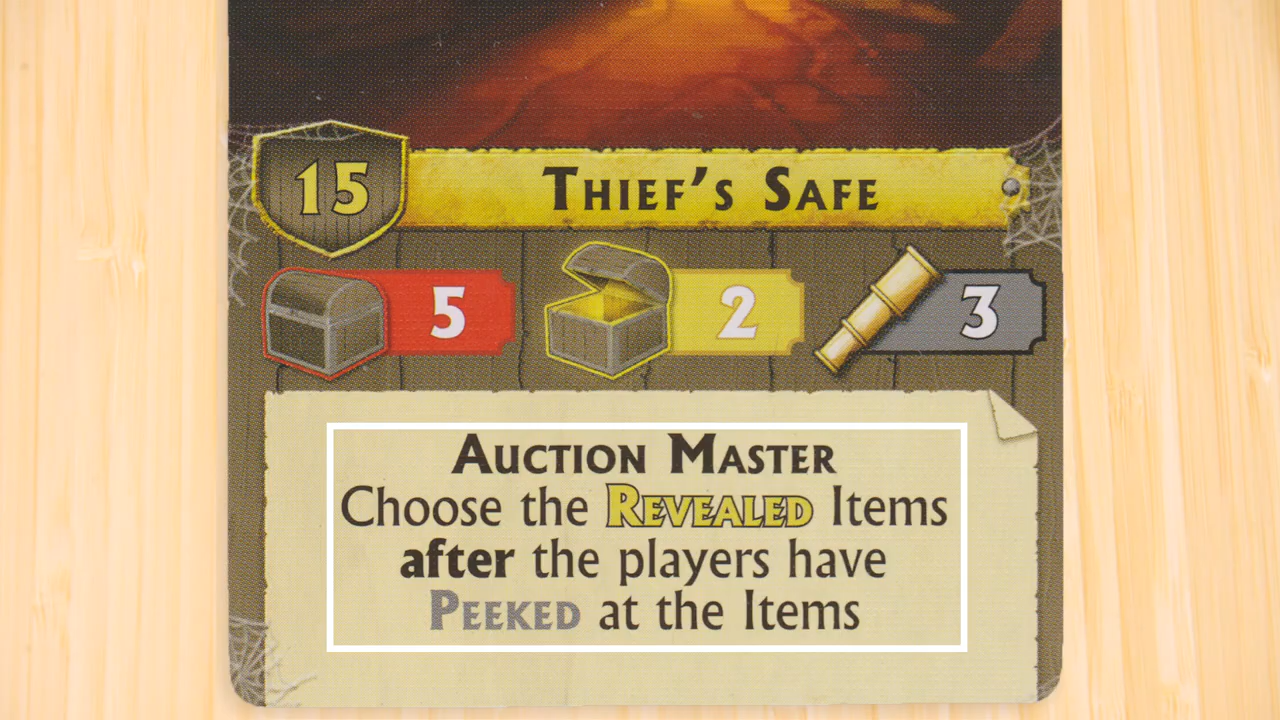 15
THIEF'S SAFE
5
2
3
AUCTION MASTER
Choose the REVEALED Items
after the players have
PEEKED at the Items